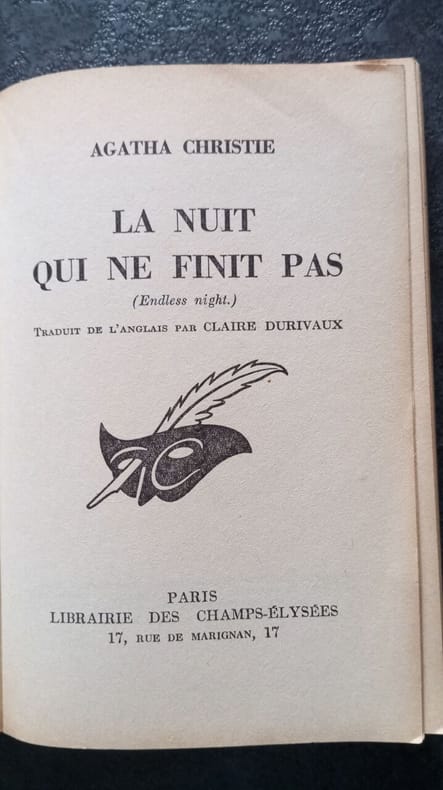 AGATHA CHRISTIE
LA NUIT
QUI NE FINIT PAS
(Endless night.)
TRADUIT DE L'ANGLAIS PAR CLAIRE DURIVAUX
PARIS
LIBRAIRIE DES CHAMPS-ÉLYSÉES
17, RUE DE MARIGNAN, 17